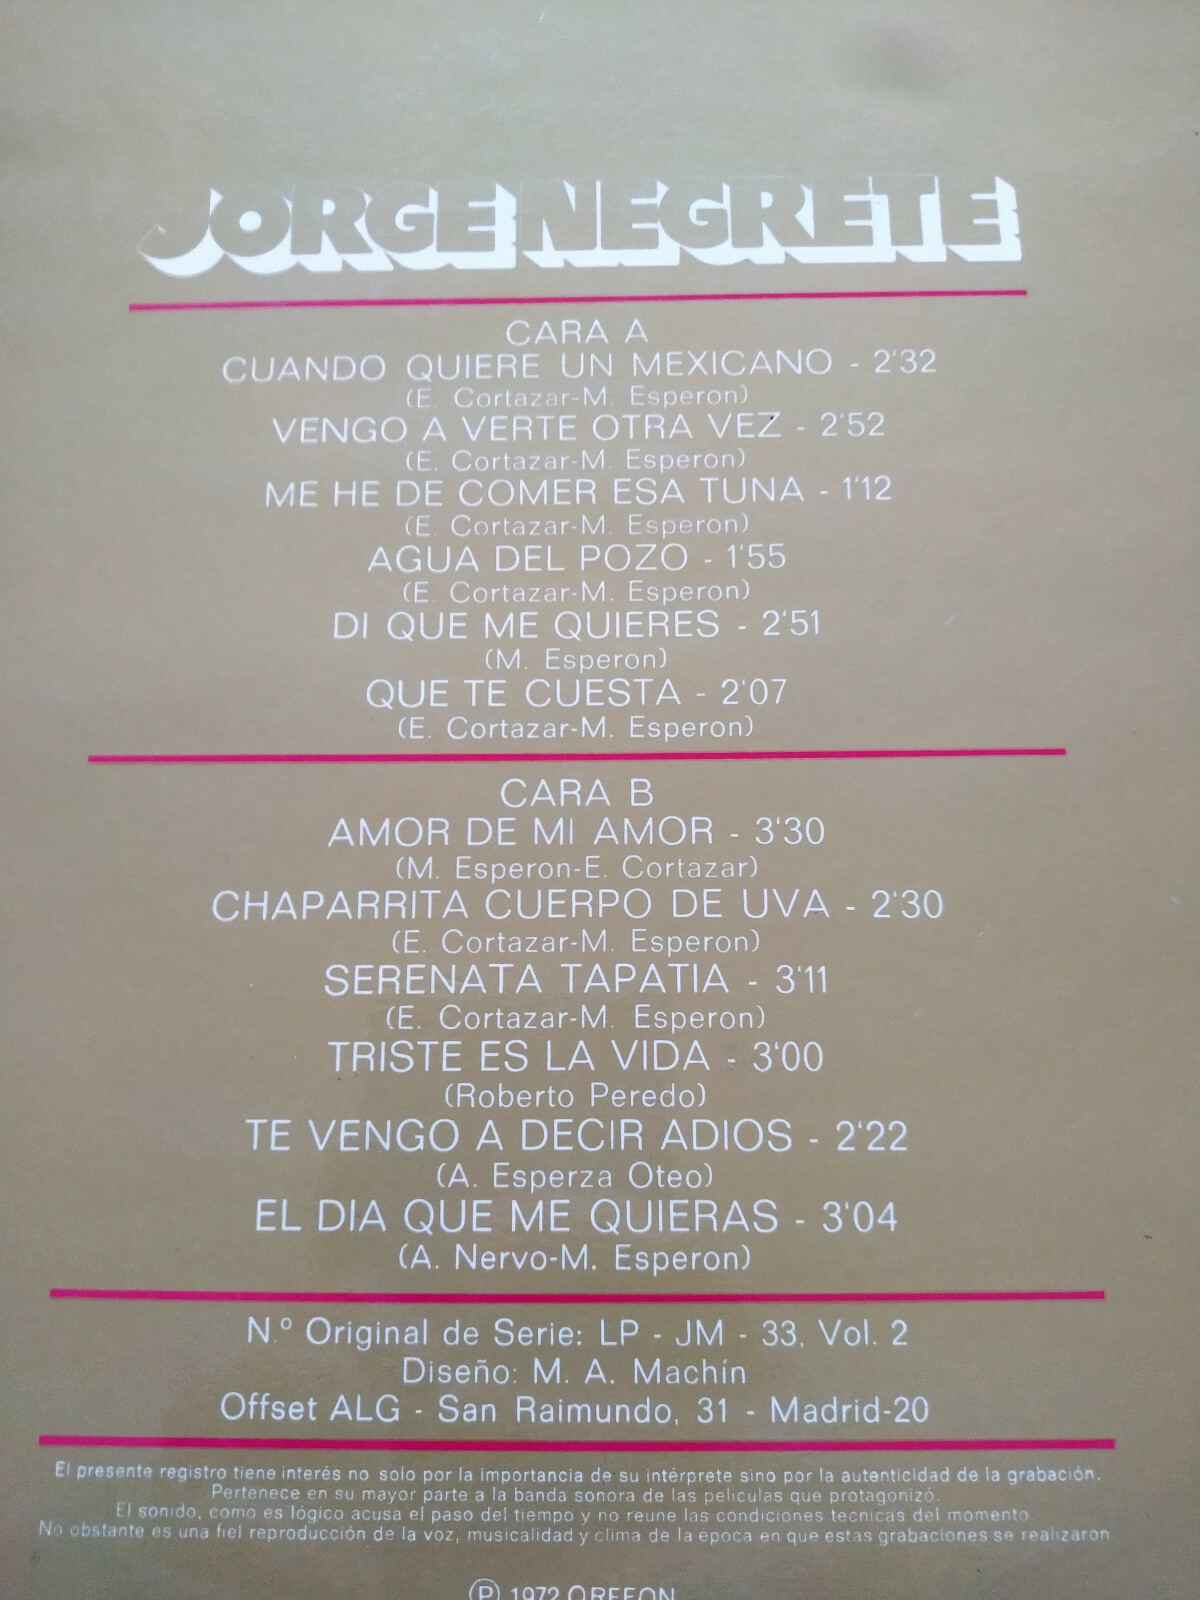 JORGE NEGRETE
CARA A
CUANDO QUIERE UN MEXICANO - 2'32
(E. Cortazar-M. Esperon)
VENGO A VERTE OTRA VEZ - 2'52
(E. Cortazar-M. Esperon)
ME HE DE COMER ESA TUNA - 1'12
(E. Cortazar-M. Esperon)
AGUA DEL POZO - 1'55
(E. Cortazar-M. Esperon)
DI QUE ME QUIERES - 2'51
(M. Esperon)
QUE TE CUESTA - 2'07
(E. Cortazar-M. Esperon)
CARA B
AMOR DE MI AMOR - 3'30
(M. Esperon-E. Cortazar)
CHAPARRITA CUERPO DE UVA - 2'30
(E. Cortazar-M. Esperon)
SERENATA TAPATIA - 3'11
(E. Cortazar-M. Esperon)
TRISTE ES LA VIDA - 3'00
(Roberto Peredo)
TE VENGO A DECIR ADIOS - 2'22
(A. Esperza Oteo)
EL DIA QUE ME QUIERAS - 3'04
(A. Nervo-M. Esperon)
N.º Original de Serie: LP - JM - 33, Vol. 2
Diseño: M. A. Machín
Offset ALG - San Raimundo, 31 - Madrid-20
El presente registro tiene interés no solo por la importancia de su intérprete sino por la autenticidad de la grabación.
Pertenece en su mayor parte a la banda sonora de las peliculas que protagonizó.
El sonido, como es lógico acusa el paso del tiempo y no reune las condiciones tecnicas del momento
No obstante es una fiel reproducción de la voz, musicalidad y clima de la época en que estas grabaciones se realizaron
Ⓟ 1972 ORFEON